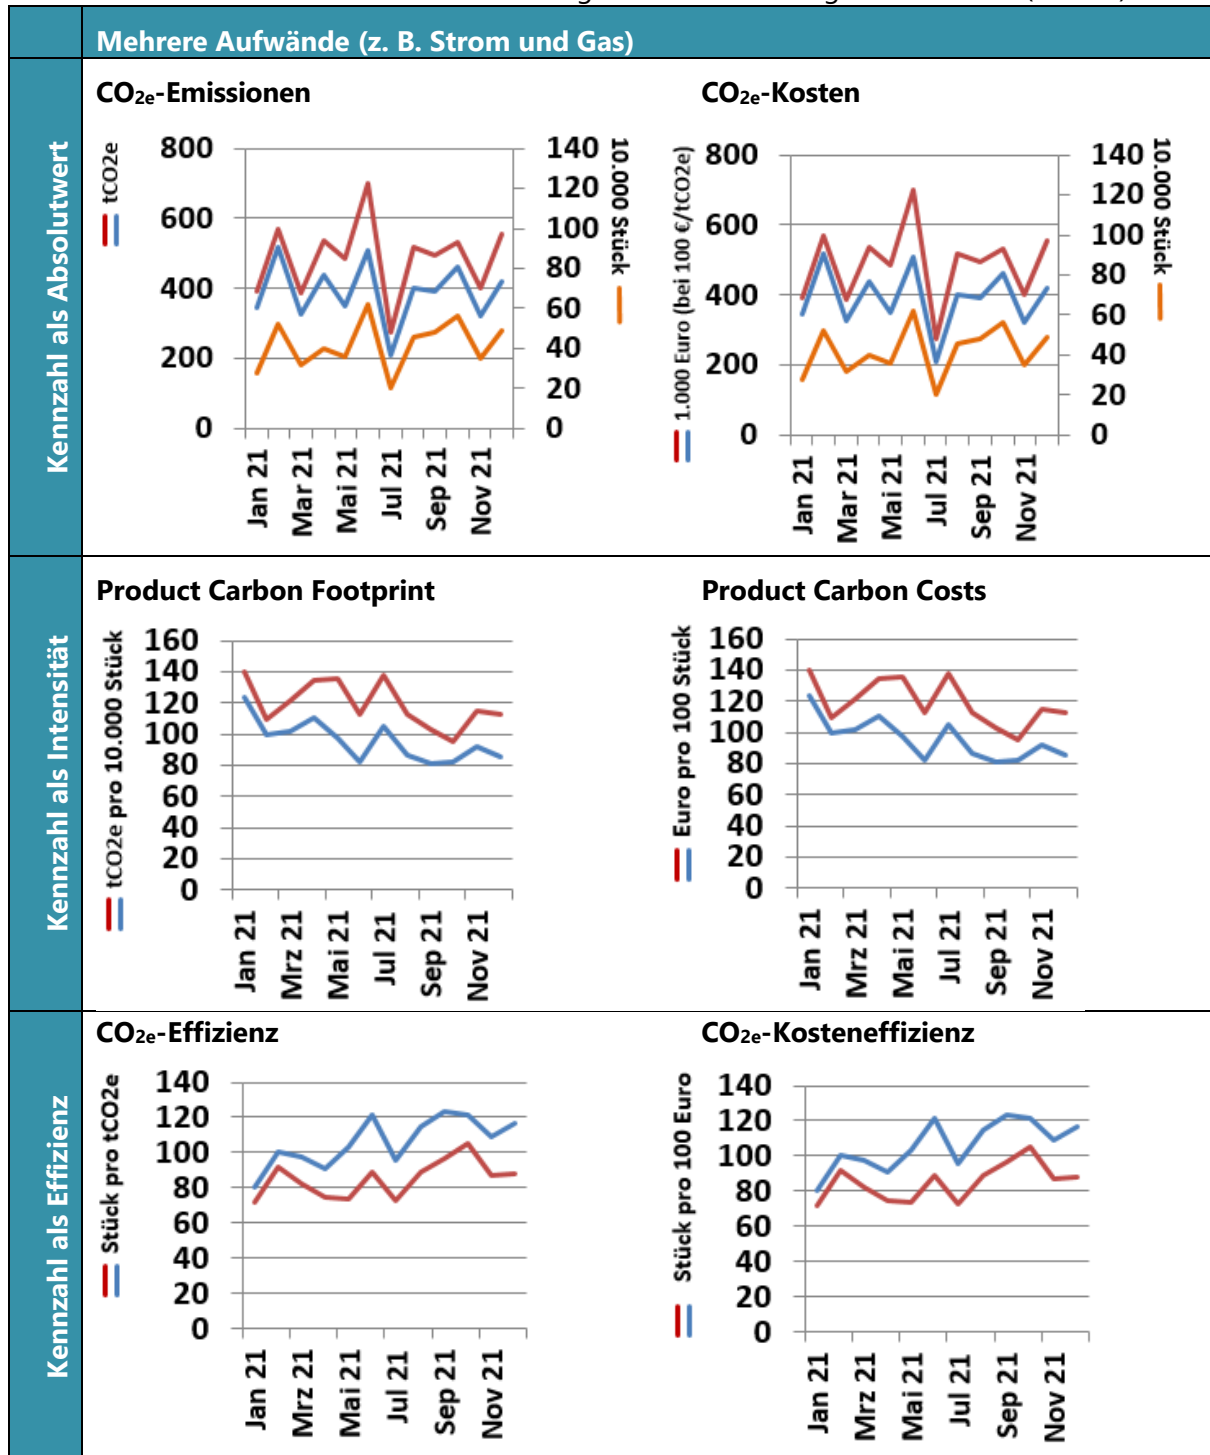 Mehrere Aufwände (z. B. Strom und Gas)
Kennzahl als Absolutwert
CO2e-Emissionen
tCO2e
800
600
400
200
0
140
120
100
80
60
40
20
0
10.000 Stück
Jan 21
Mar 21
Mai 21
Jul 21
Sep 21
Nov 21
CO2e-Kosten
1.000 Euro (bei 100 €/tCO2e)
800
600
400
200
0
140
120
100
80
60
40
20
0
10.000 Stück
Jan 21
Mar 21
Mai 21
Jul 21
Sep 21
Nov 21
Kennzahl als Intensität
Product Carbon Footprint
tCO2e pro 10.000 Stück
160
140
120
100
80
60
40
20
0
Jan 21
Mrz 21
Mai 21
Jul 21
Sep 21
Nov 21
Product Carbon Costs
Euro pro 100 Stück
160
140
120
100
80
60
40
20
0
Jan 21
Mrz 21
Mai 21
Jul 21
Sep 21
Nov 21
Kennzahl als Effizienz
CO2e-Effizienz
Stück pro tCO2e
140
120
100
80
60
40
20
0
Jan 21
Mrz 21
Mai 21
Jul 21
Sep 21
Nov 21
CO2e-Kosteneffizienz
Stück pro 100 Euro
140
120
100
80
60
40
20
0
Jan 21
Mrz 21
Mai 21
Jul 21
Sep 21
Nov 21